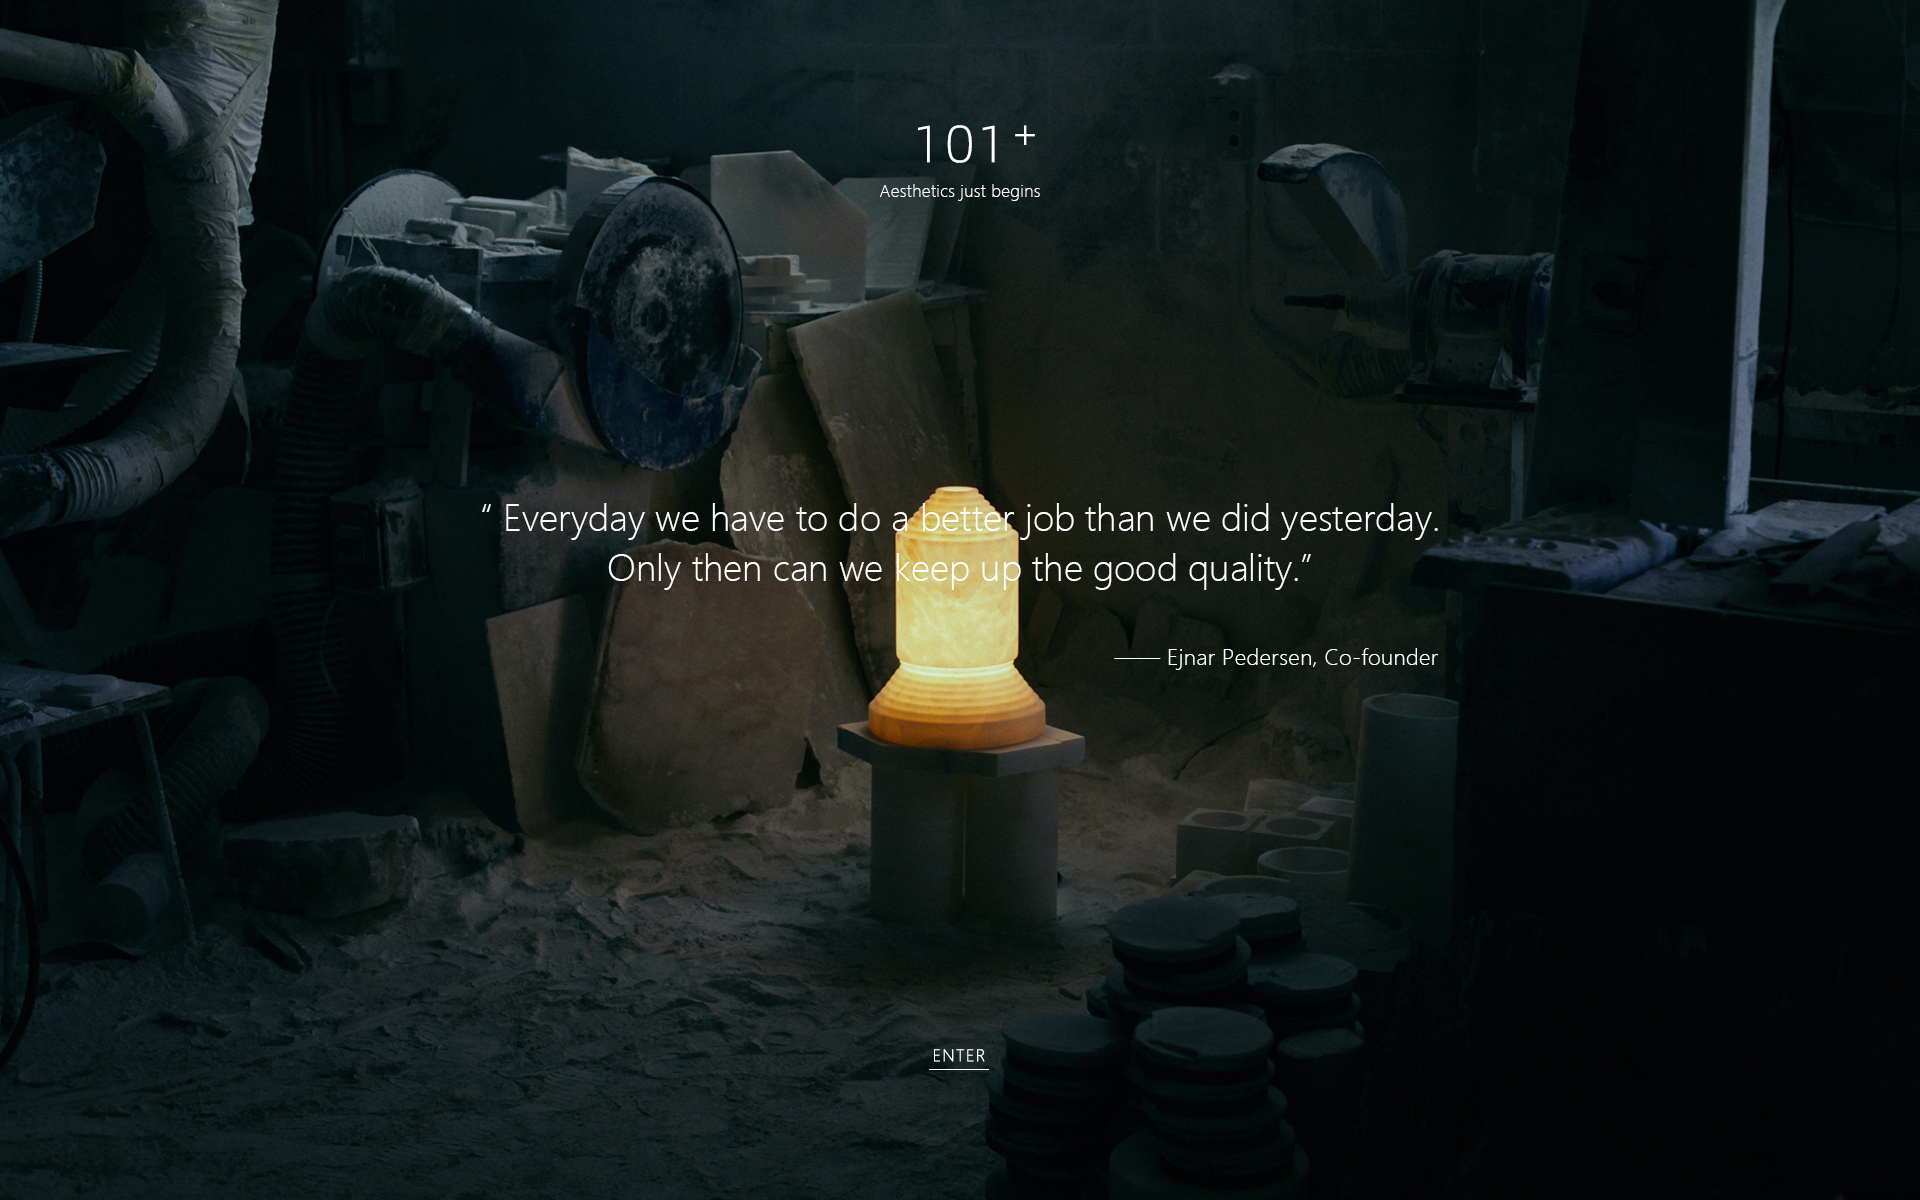 101+
Aesthetics just begins
“ Everyday we have to do a better job than we did yesterday.
Only then can we keep up the good quality.”
—— Ejnar Pedersen, Co-founder
ENTER